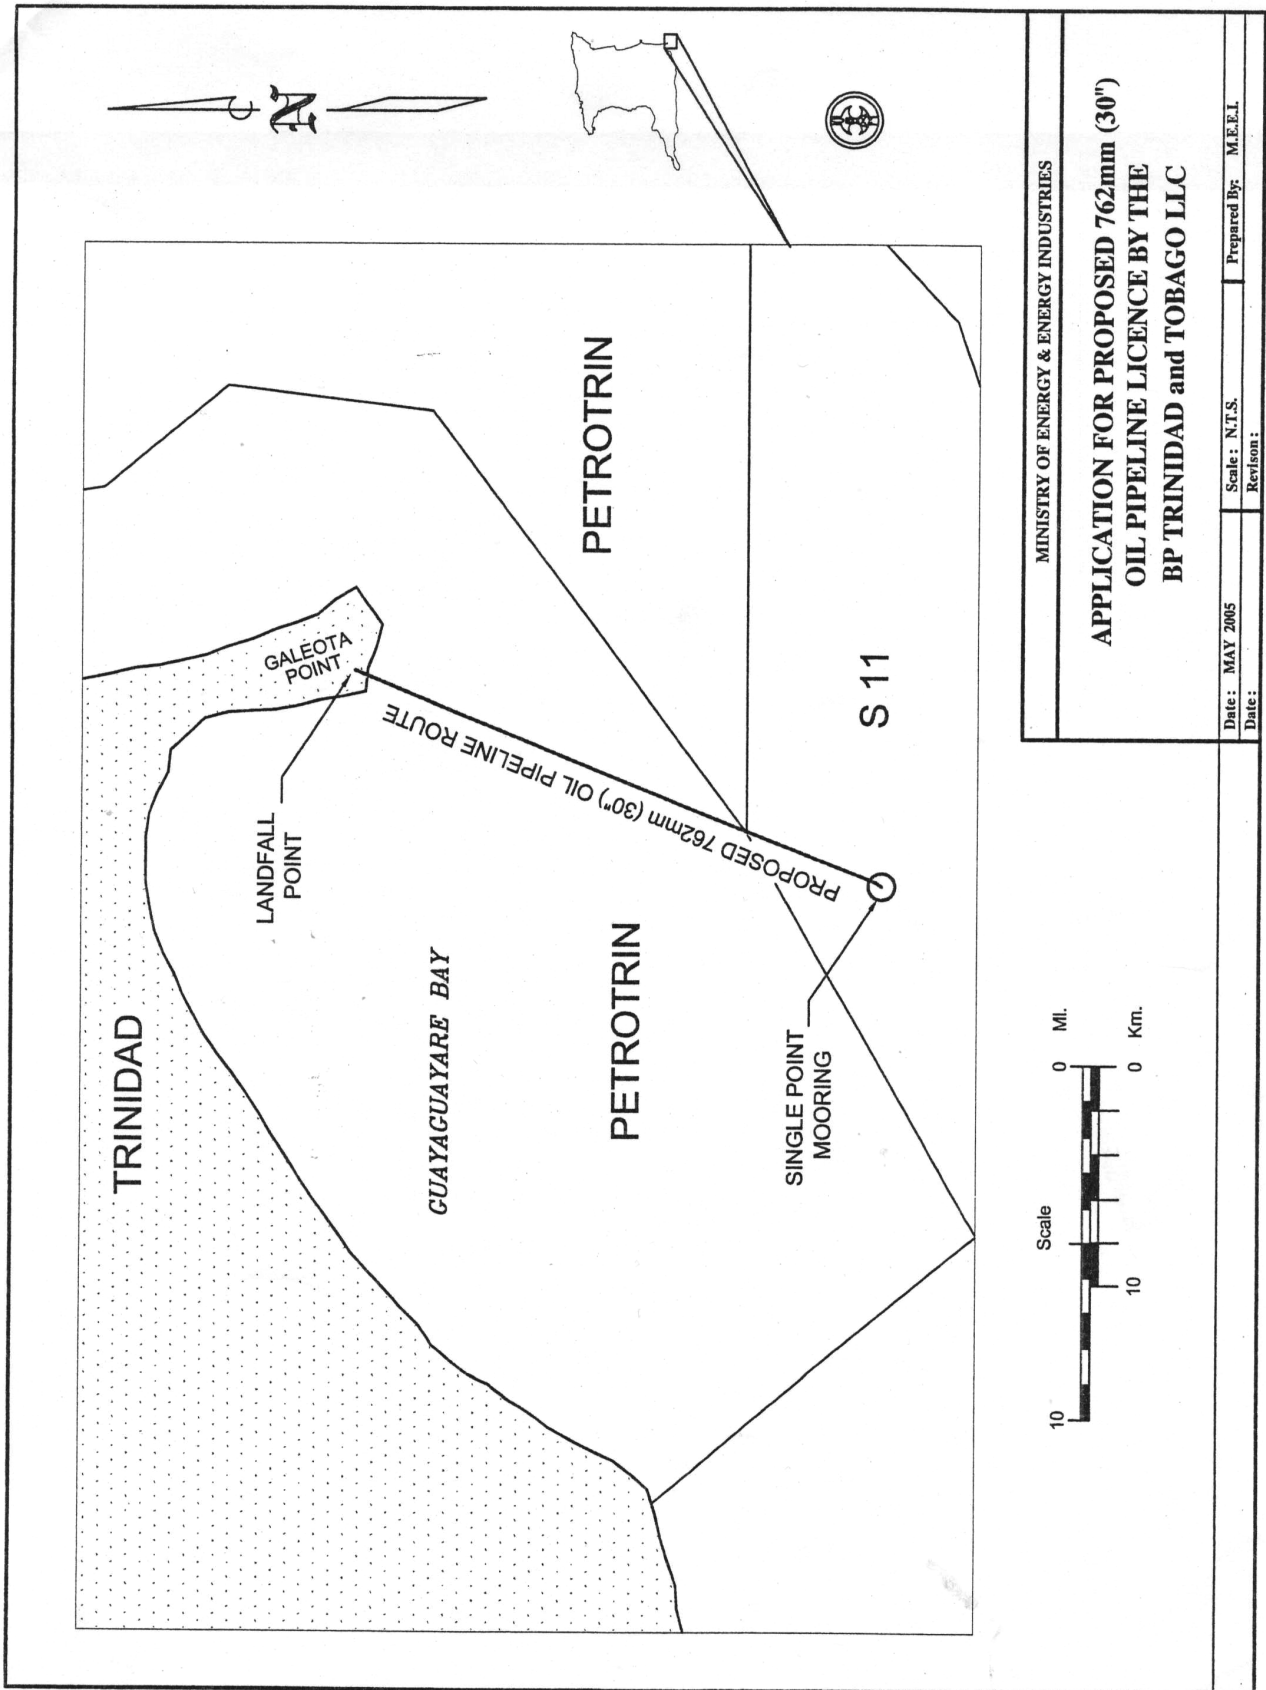 TRINIDAD
GALEOTA
POINT
LANDFALL
POINT
GUAYAGUAYARE BAY
PROPOSED 762mm (30") OIL PIPELINE ROUTE
PETROTRIN
PETROTRIN
SINGLE POINT
MOORING
S 11
N
Scale
10
0
MI.
10
0
Km.
MINISTRY OF ENERGY & ENERGY INDUSTRIES
APPLICATION FOR PROPOSED 762mm (30")
OIL PIPELINE LICENCE BY THE
BP TRINIDAD and TOBAGO LLC
Date: MAY 2005
Scale: N.T.S.
Prepared By: M.E.E.I.
Date:
Revison: